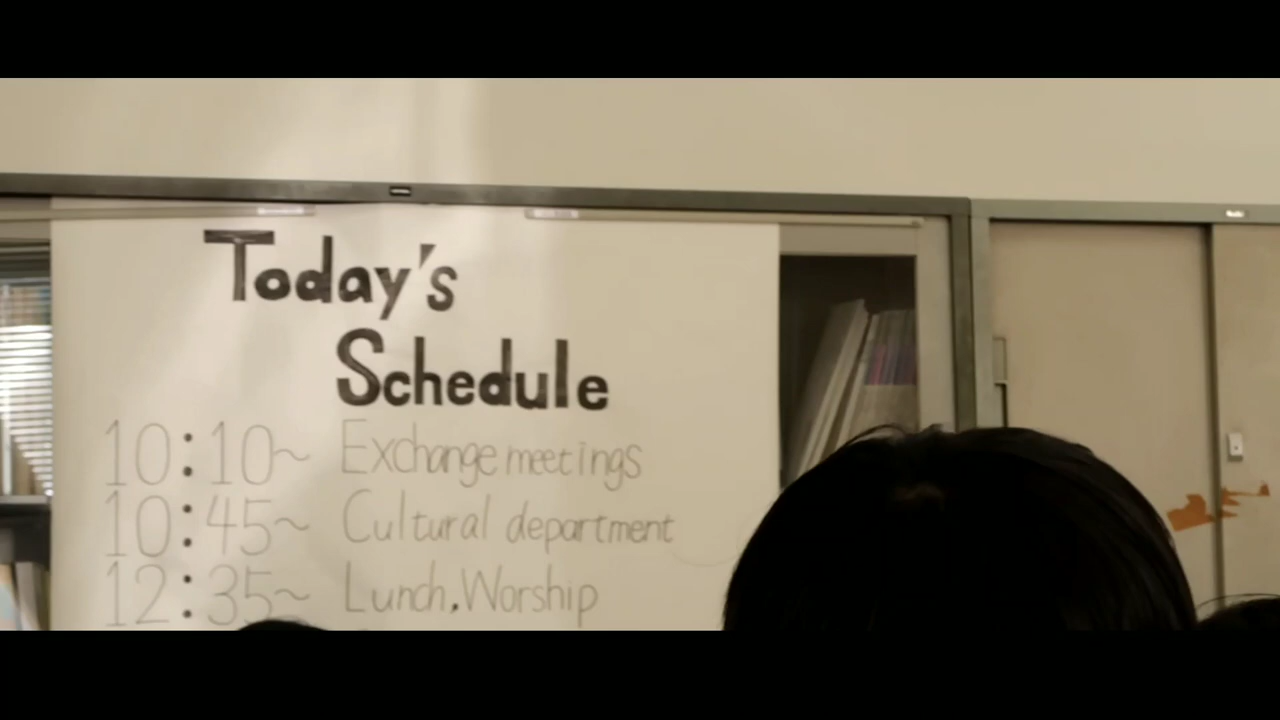 Today's
Schedule
10:10~ Exchange meetings
10:45~ Cultural department
12:35~ Lunch, Worship